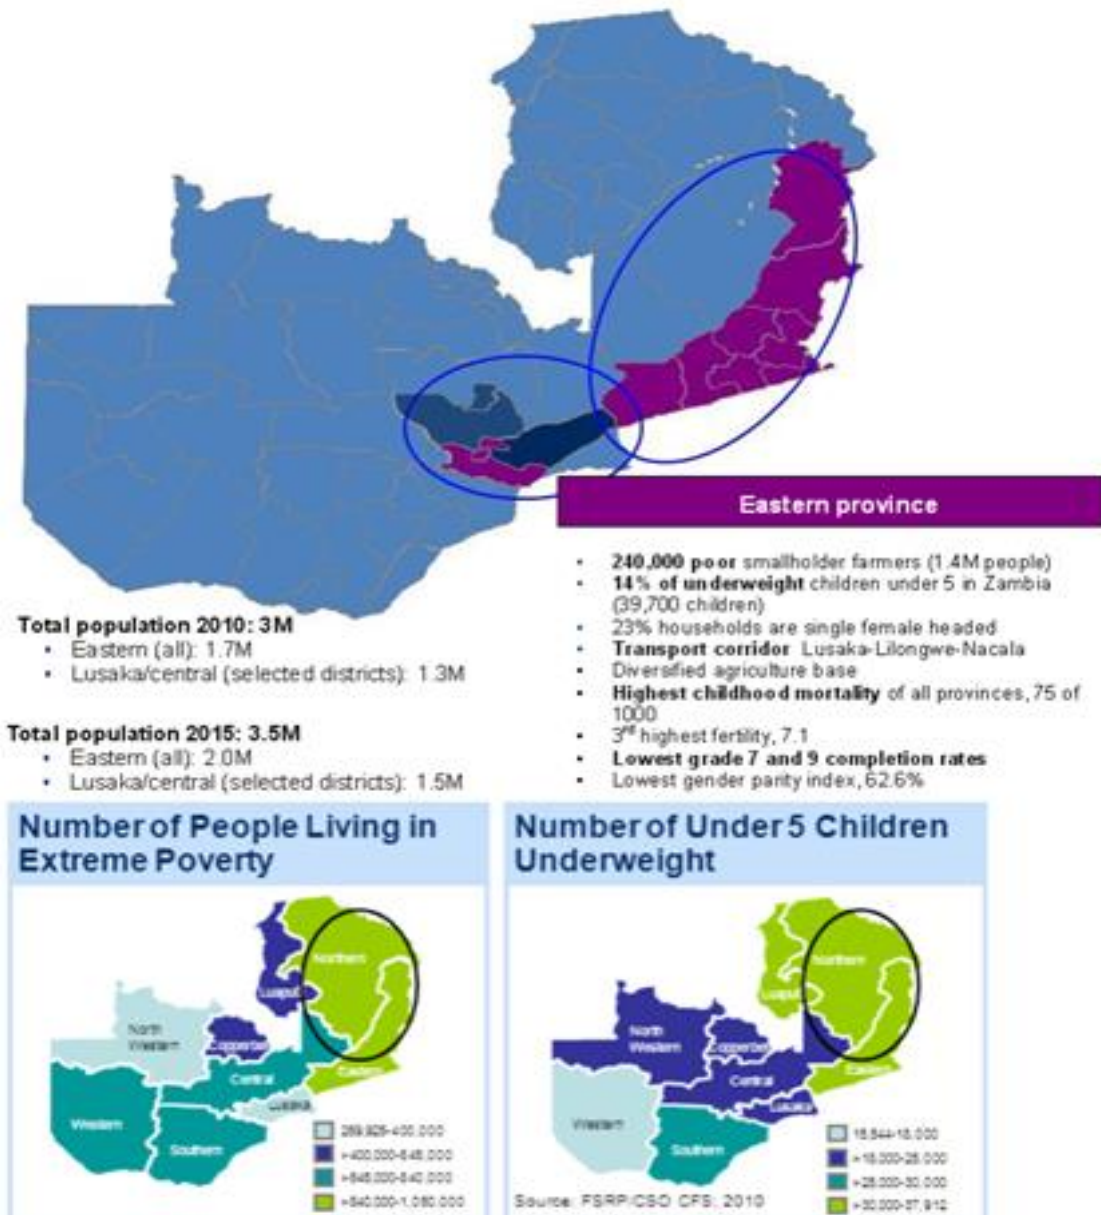 Eastern province
• 240,000 poor smallholder farmers (1.4M people)
• 14% of underweight children under 5 in Zambia
(39,700 children)
• 23% households are single female headed
• Transport corridor Lusaka-Lilongwe-Nacala
• Diversified agriculture base
• Highest childhood mortality of all provinces, 75 of
1000
• 3rd highest fertility, 7.1
• Lowest grade 7 and 9 completion rates
• Lowest gender parity index, 62.6%
Total population 2010: 3M
• Eastern (all): 1.7M
• Lusaka/central (selected districts): 1.3M
Total population 2015: 3.5M
• Eastern (all): 2.0M
• Lusaka/central (selected districts): 1.5M
Number of People Living in
Extreme Poverty
Northern
Luapula
North
Western
Copperbelt
Central
Eastern
Lusaka
Western
Southern
Number of Under 5 Children
Underweight
Northern
Luapula
North
Western
Copperbelt
Central
Eastern
Lusaka
Western
Southern
>25,000-30,000
Source: FSRP/CSO CFS, 2010